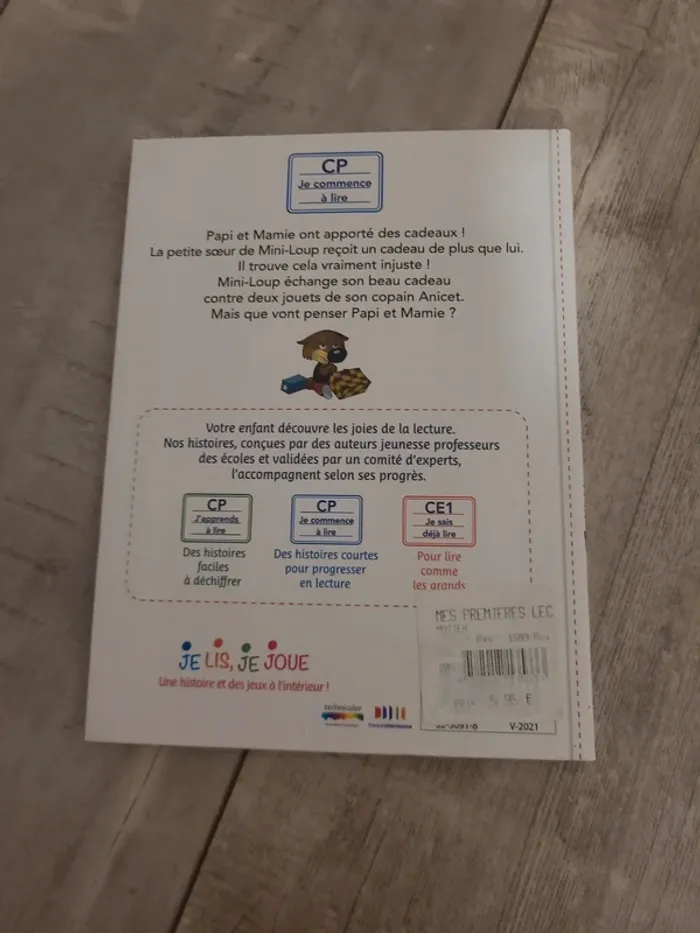 CP
Je commence
à lire
Papi et Mamie ont apporté des cadeaux !
La petite sœur de Mini-Loup reçoit un cadeau de plus que lui.
Il trouve cela vraiment injuste !
Mini-Loup échange son beau cadeau
contre deux jouets de son copain Anicet.
Mais que vont penser Papi et Mamie ?
Votre enfant découvre les joies de la lecture.
Nos histoires, conçues par des auteurs jeunesse professeurs
des écoles et validées par un comité d'experts,
l'accompagnent selon ses progrès.
CP
J'apprends
à lire
Des histoires
faciles
à déchiffrer
CP
Je commence
à lire
Des histoires courtes
pour progresser
en lecture
CE1
Je sais
déjà lire
Pour lire
comme
les grands
MES PREMIERES LEC
JE LIS, JE JOUE
Une histoire et des jeux à l'intérieur !
technicolor
5.95 E
V-2021